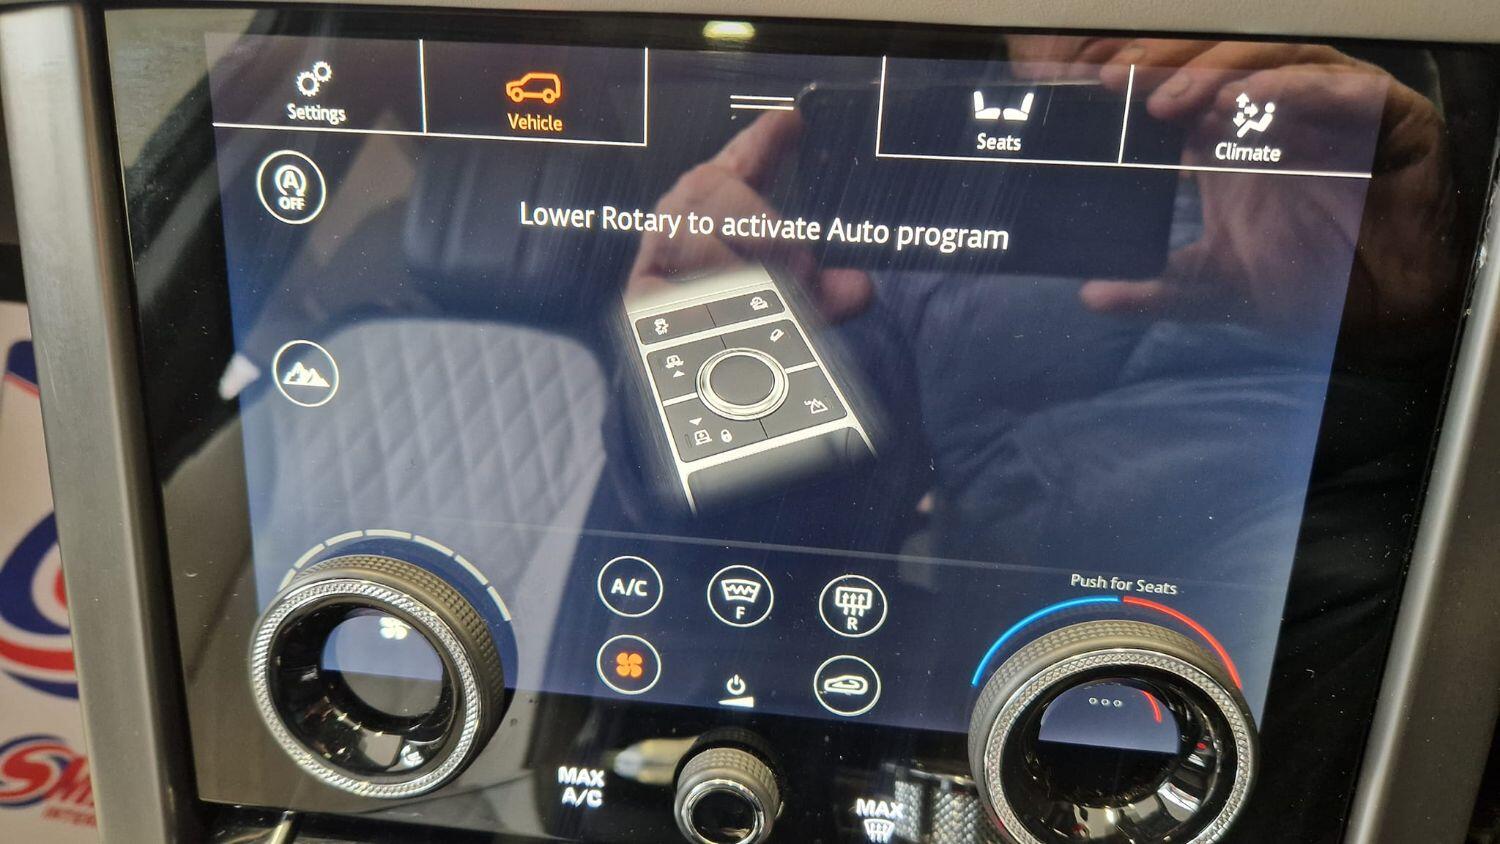 Settings
Vehicle
Seats
Climate
A
OFF
Lower Rotary to activate Auto program
Push for Seats
A/C
F
R
MAX
A/C
MAX